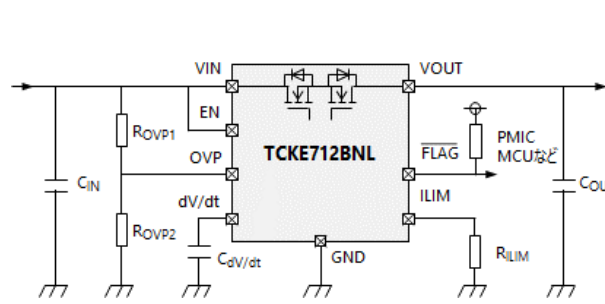 VIN
VOUT
EN
TCKE712BNL
FLAG
PMIC
MCUなど
ROVP1
OVP
ILIM
CIN
COU
dV/dt
ROVP2
CdV/dt
GND
RILIM